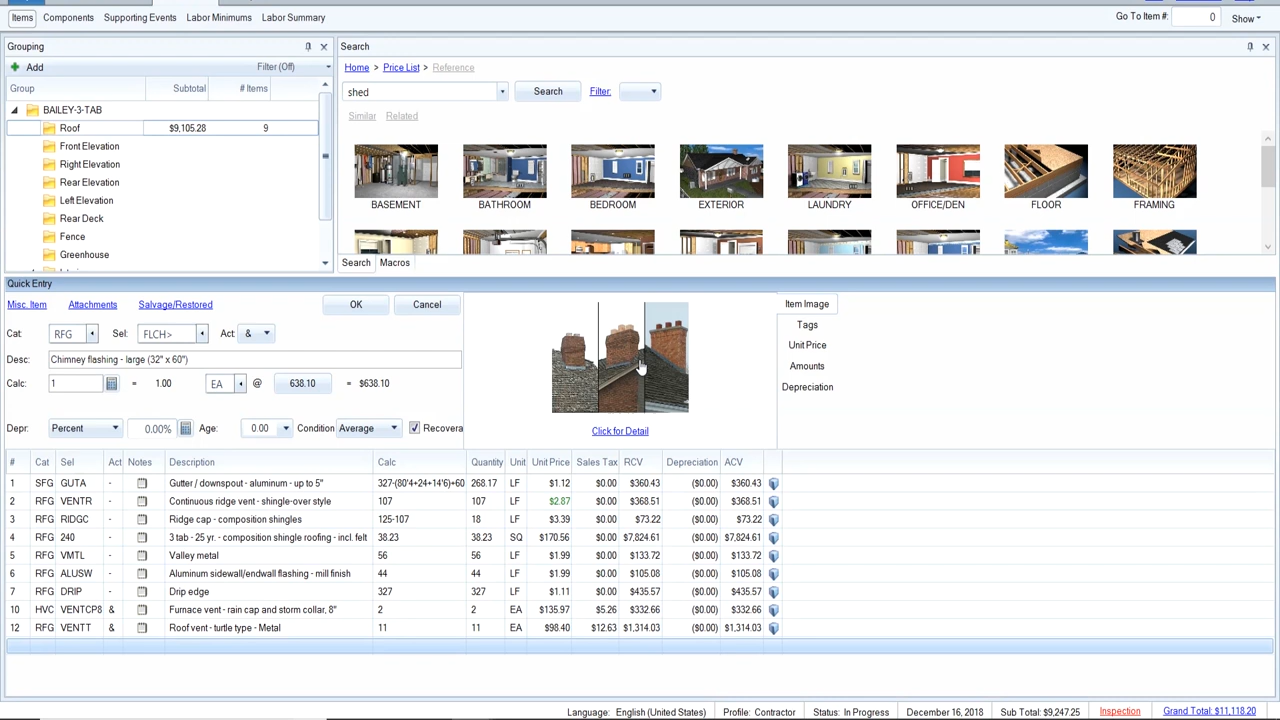 Items Components Supporting Events Labor Minimums Labor Summary Go To Item #: 0 Show
Grouping
Add Filter (Off)
Group Subtotal # Items
BAILEY-3-TAB
Roof $9,105.28 9
Front Elevation
Right Elevation
Rear Elevation
Left Elevation
Rear Deck
Fence
Greenhouse
Search
Home > Price List > Reference
shed Search Filter:
Similar Related
BASEMENT BATHROOM BEDROOM EXTERIOR LAUNDRY OFFICE/DEN FLOOR FRAMING
Search Macros
Quick Entry
Misc. Item Attachments Salvage/Restored OK Cancel
Cat: RFG Sel: FLCH> Act: &
Desc: Chimney flashing - large (32" x 60")
Calc: 1 = 1.00 EA @ 638.10 = $638.10
Depr: Percent 0.00% Age: 0.00 Condition Average Recovera
Click for Detail
Item Image
Tags
Unit Price
Amounts
Depreciation
# Cat Sel Act Notes Description Calc Quantity Unit Unit Price Sales Tax RCV Depreciation ACV
1 SFG GUTA - Gutter / downspout - aluminum - up to 5" 327-(80'4+24+14'6)+60 268.17 LF $1.12 $0.00 $360.43 ($0.00) $360.43
2 RFG VENTR - Continuous ridge vent - shingle-over style 107 107 LF $2.87 $0.00 $368.51 ($0.00) $368.51
3 RFG RIDGC - Ridge cap - composition shingles 125-107 18 LF $3.39 $0.00 $73.22 ($0.00) $73.22
4 RFG 240 - 3 tab - 25 yr. - composition shingle roofing - incl. felt 38.23 38.23 SQ $170.56 $0.00 $7,824.61 ($0.00) $7,824.61
5 RFG VMTL - Valley metal 56 56 LF $1.99 $0.00 $133.72 ($0.00) $133.72
6 RFG ALUSW - Aluminum sidewall/endwall flashing - mill finish 44 44 LF $1.99 $0.00 $105.08 ($0.00) $105.08
7 RFG DRIP - Drip edge 327 327 LF $1.11 $0.00 $435.57 ($0.00) $435.57
10 HVC VENTCP8 & Furnace vent - rain cap and storm collar, 8" 2 2 EA $135.97 $5.26 $332.66 ($0.00) $332.66
12 RFG VENTT & Roof vent - turtle type - Metal 11 11 EA $98.40 $12.63 $1,314.03 ($0.00) $1,314.03
Language: English (United States) Profile: Contractor Status: In Progress December 16, 2018 Sub Total: $9,247.25 Inspection Grand Total: $11,118.20